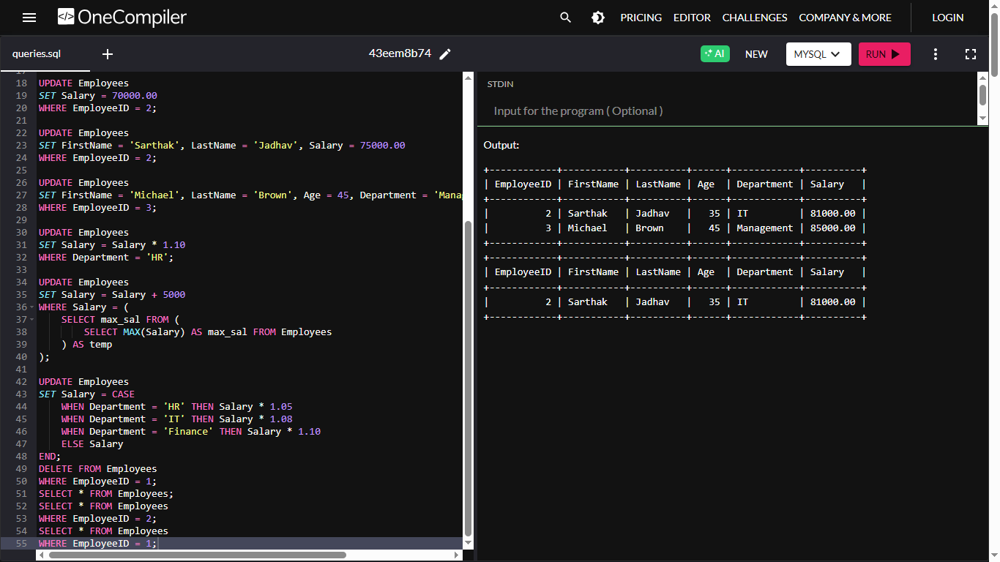 OneCompiler
PRICING EDITOR CHALLENGES COMPANY & MORE LOGIN
queries.sql + 43eem8b74 AI NEW MYSQL RUN
18 UPDATE Employees
19 SET Salary = 70000.00
20 WHERE EmployeeID = 2;
21
22 UPDATE Employees
23 SET FirstName = 'Sarthak', LastName = 'Jadhav', Salary = 75000.00
24 WHERE EmployeeID = 2;
25
26 UPDATE Employees
27 SET FirstName = 'Michael', LastName = 'Brown', Age = 45, Department = 'Mana
28 WHERE EmployeeID = 3;
29
30 UPDATE Employees
31 SET Salary = Salary * 1.10
32 WHERE Department = 'HR';
33
34 UPDATE Employees
35 SET Salary = Salary + 5000
36 WHERE Salary = (
37     SELECT max_sal FROM (
38         SELECT MAX(Salary) AS max_sal FROM Employees
39     ) AS temp
40 );
41
42 UPDATE Employees
43 SET Salary = CASE
44     WHEN Department = 'HR' THEN Salary * 1.05
45     WHEN Department = 'IT' THEN Salary * 1.08
46     WHEN Department = 'Finance' THEN Salary * 1.10
47     ELSE Salary
48 END;
49 DELETE FROM Employees
50 WHERE EmployeeID = 1;
51 SELECT * FROM Employees;
52 SELECT * FROM Employees
53 WHERE EmployeeID = 2;
54 SELECT * FROM Employees
55 WHERE EmployeeID = 1;
STDIN
Input for the program ( Optional )
Output:
+------------+-----------+----------+------+------------+----------+
| EmployeeID | FirstName | LastName | Age  | Department | Salary   |
+------------+-----------+----------+------+------------+----------+
|          2 | Sarthak   | Jadhav   |   35 | IT         | 81000.00 |
|          3 | Michael   | Brown    |   45 | Management | 85000.00 |
+------------+-----------+----------+------+------------+----------+
+------------+-----------+----------+------+------------+----------+
| EmployeeID | FirstName | LastName | Age  | Department | Salary   |
+------------+-----------+----------+------+------------+----------+
|          2 | Sarthak   | Jadhav   |   35 | IT         | 81000.00 |
+------------+-----------+----------+------+------------+----------+